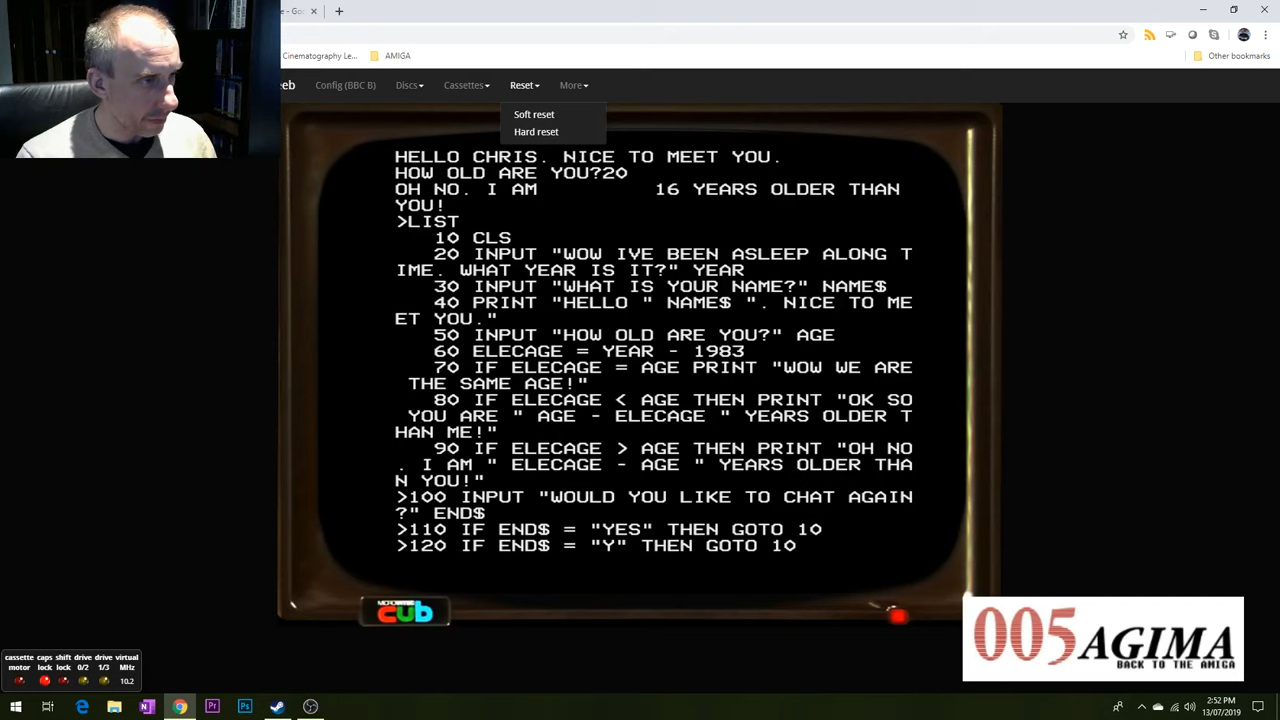 e - Goo
Cinematography Le
AMIGA
Other bookmarks
eeb
Config (BBC B)
Discs
Cassettes
Reset
More
Soft reset
Hard reset
HELLO CHRIS. NICE TO MEET YOU.
HOW OLD ARE YOU?20
OH NO. I AM 16 YEARS OLDER THAN
YOU!
>LIST
10 CLS
20 INPUT "WOW IVE BEEN ASLEEP ALONG T
IME. WHAT YEAR IS IT?" YEAR
30 INPUT "WHAT IS YOUR NAME?" NAME$
40 PRINT "HELLO " NAME$ ". NICE TO ME
ET YOU."
50 INPUT "HOW OLD ARE YOU?" AGE
60 ELECAGE = YEAR - 1983
70 IF ELECAGE = AGE PRINT "WOW WE ARE
THE SAME AGE!"
80 IF ELECAGE < AGE THEN PRINT "OK SO
YOU ARE " AGE - ELECAGE " YEARS OLDER T
HAN ME!"
90 IF ELECAGE > AGE THEN PRINT "OH NO
. I AM " ELECAGE - AGE " YEARS OLDER THA
N YOU!"
>100 INPUT "WOULD YOU LIKE TO CHAT AGAIN
?" END$
>110 IF END$ = "YES" THEN GOTO 10
>120 IF END$ = "Y" THEN GOTO 10
MICROVITEC
cub
005AGIMA
BACK TO THE AMIGA
cassette motor
caps lock
shift lock
drive 0/2
drive 1/3
virtual MHz
10.2
2:52 PM
13/07/2019